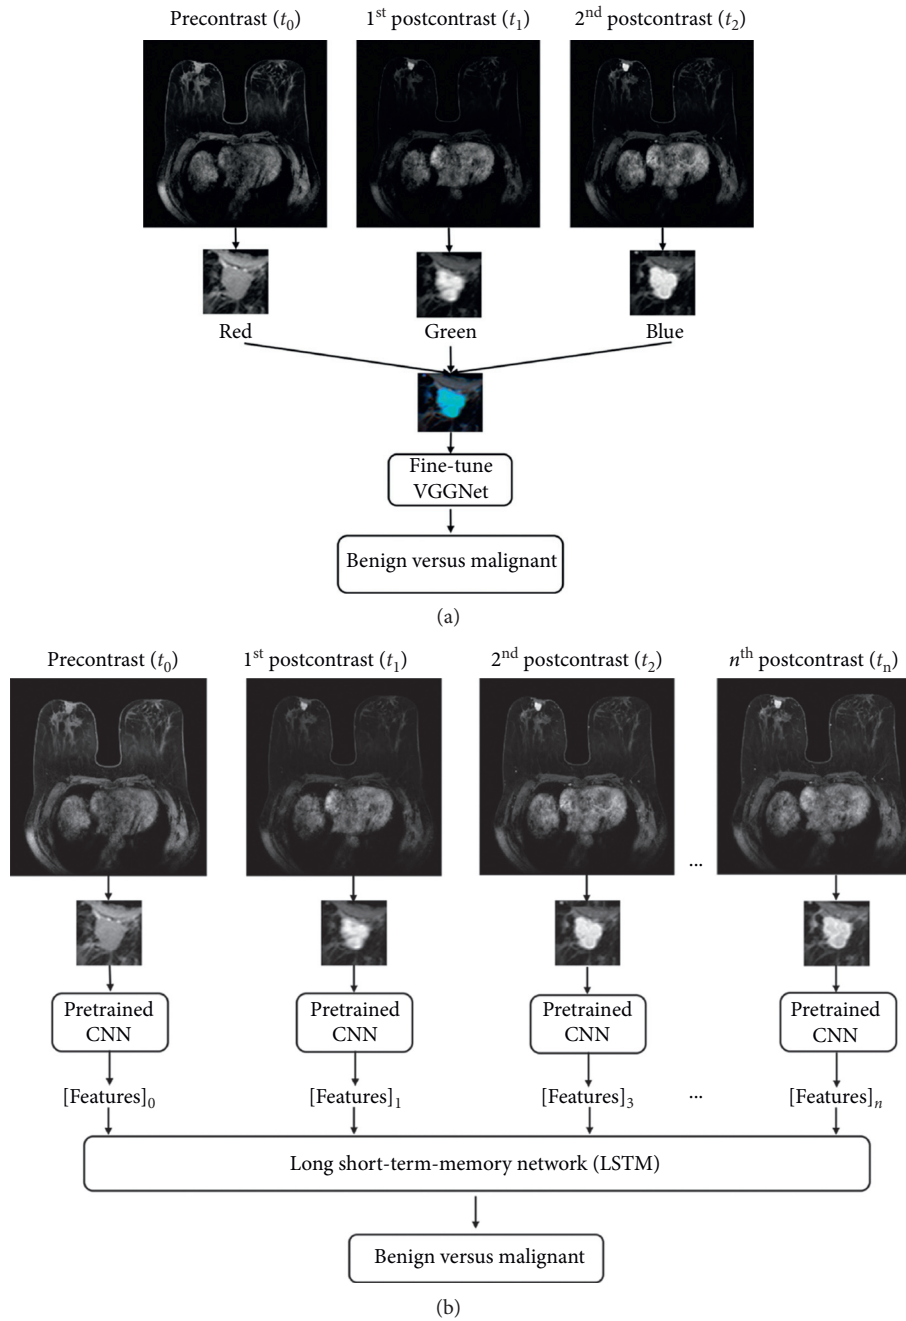 Precontrast (t0) 1st postcontrast (t1) 2nd postcontrast (t2)
Red Green Blue
Fine-tune
VGGNet
Benign versus malignant
(a)
Precontrast (t0) 1st postcontrast (t1) 2nd postcontrast (t2) nth postcontrast (tn)
...
Pretrained Pretrained Pretrained Pretrained
CNN CNN CNN CNN
[Features]0 [Features]1 [Features]3 ... [Features]n
Long short-term-memory network (LSTM)
Benign versus malignant
(b)